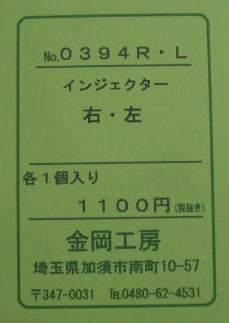 No.0394R・L
インジェクター
右・左
各1個入り
1100円(税抜き)
金岡工房
埼玉県加須市南町10-57
〒347-0031 Tel.0480-62-4531